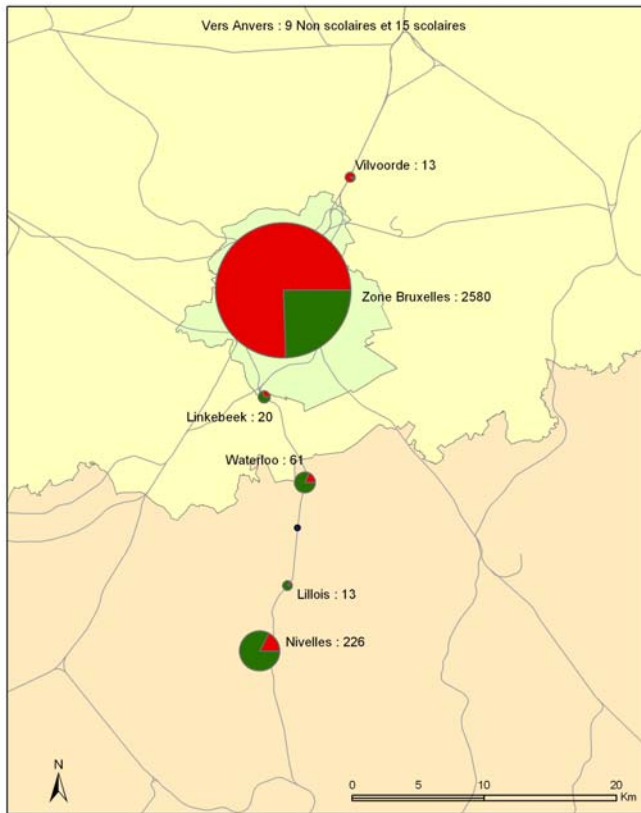 Vers Anvers : 9 Non scolaires et 15 scolaires
Vilvoorde : 13
Zone Bruxelles : 2580
Linkebeek : 20
Waterloo : 61
Lillois : 13
Nivelles : 226
N
0 5 10 20
Km